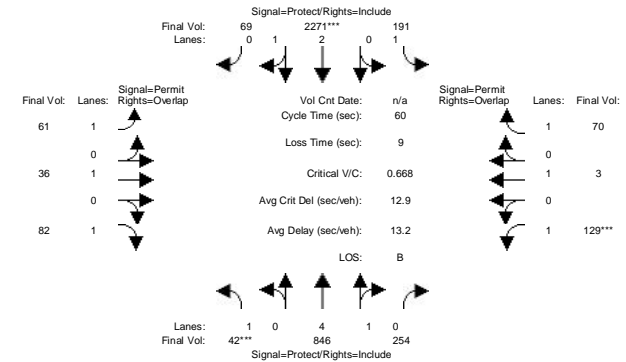 Signal=Protect/Rights=Include
Final Vol: 69 2271*** 191
Lanes: 0 1 2 0 1
Signal=Permit
Final Vol: Lanes: Rights=Overlap
Vol Cnt Date: n/a
Signal=Permit
Rights=Overlap Lanes: Final Vol:
Cycle Time (sec): 60
61 1
1 70
Loss Time (sec): 9
0
0
36 1
Critical V/C: 0.668
1 3
0
Avg Crit Del (sec/veh): 12.9
0
82 1
Avg Delay (sec/veh): 13.2
1 129***
LOS: B
Lanes: 1 0 4 1 0
Final Vol: 42*** 846 254
Signal=Protect/Rights=Include